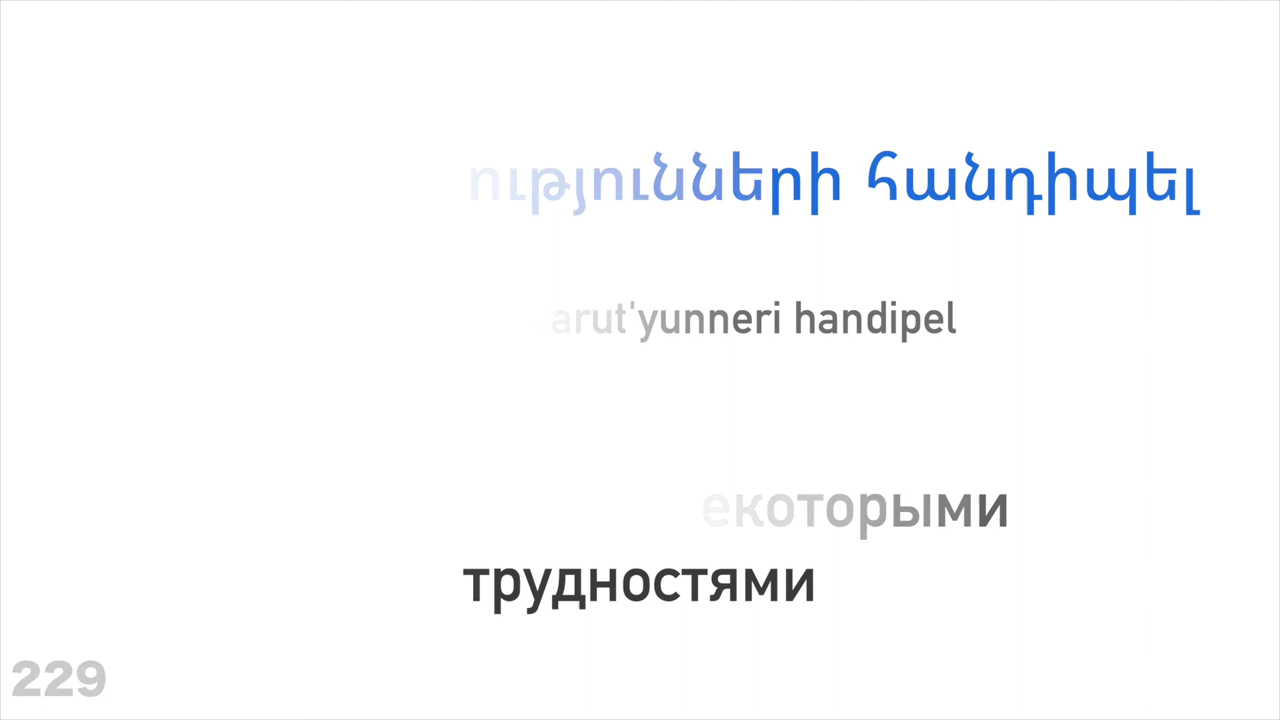 ությունների հանդիպել
arut'yunneri handipel
екоторыми
трудностями
229